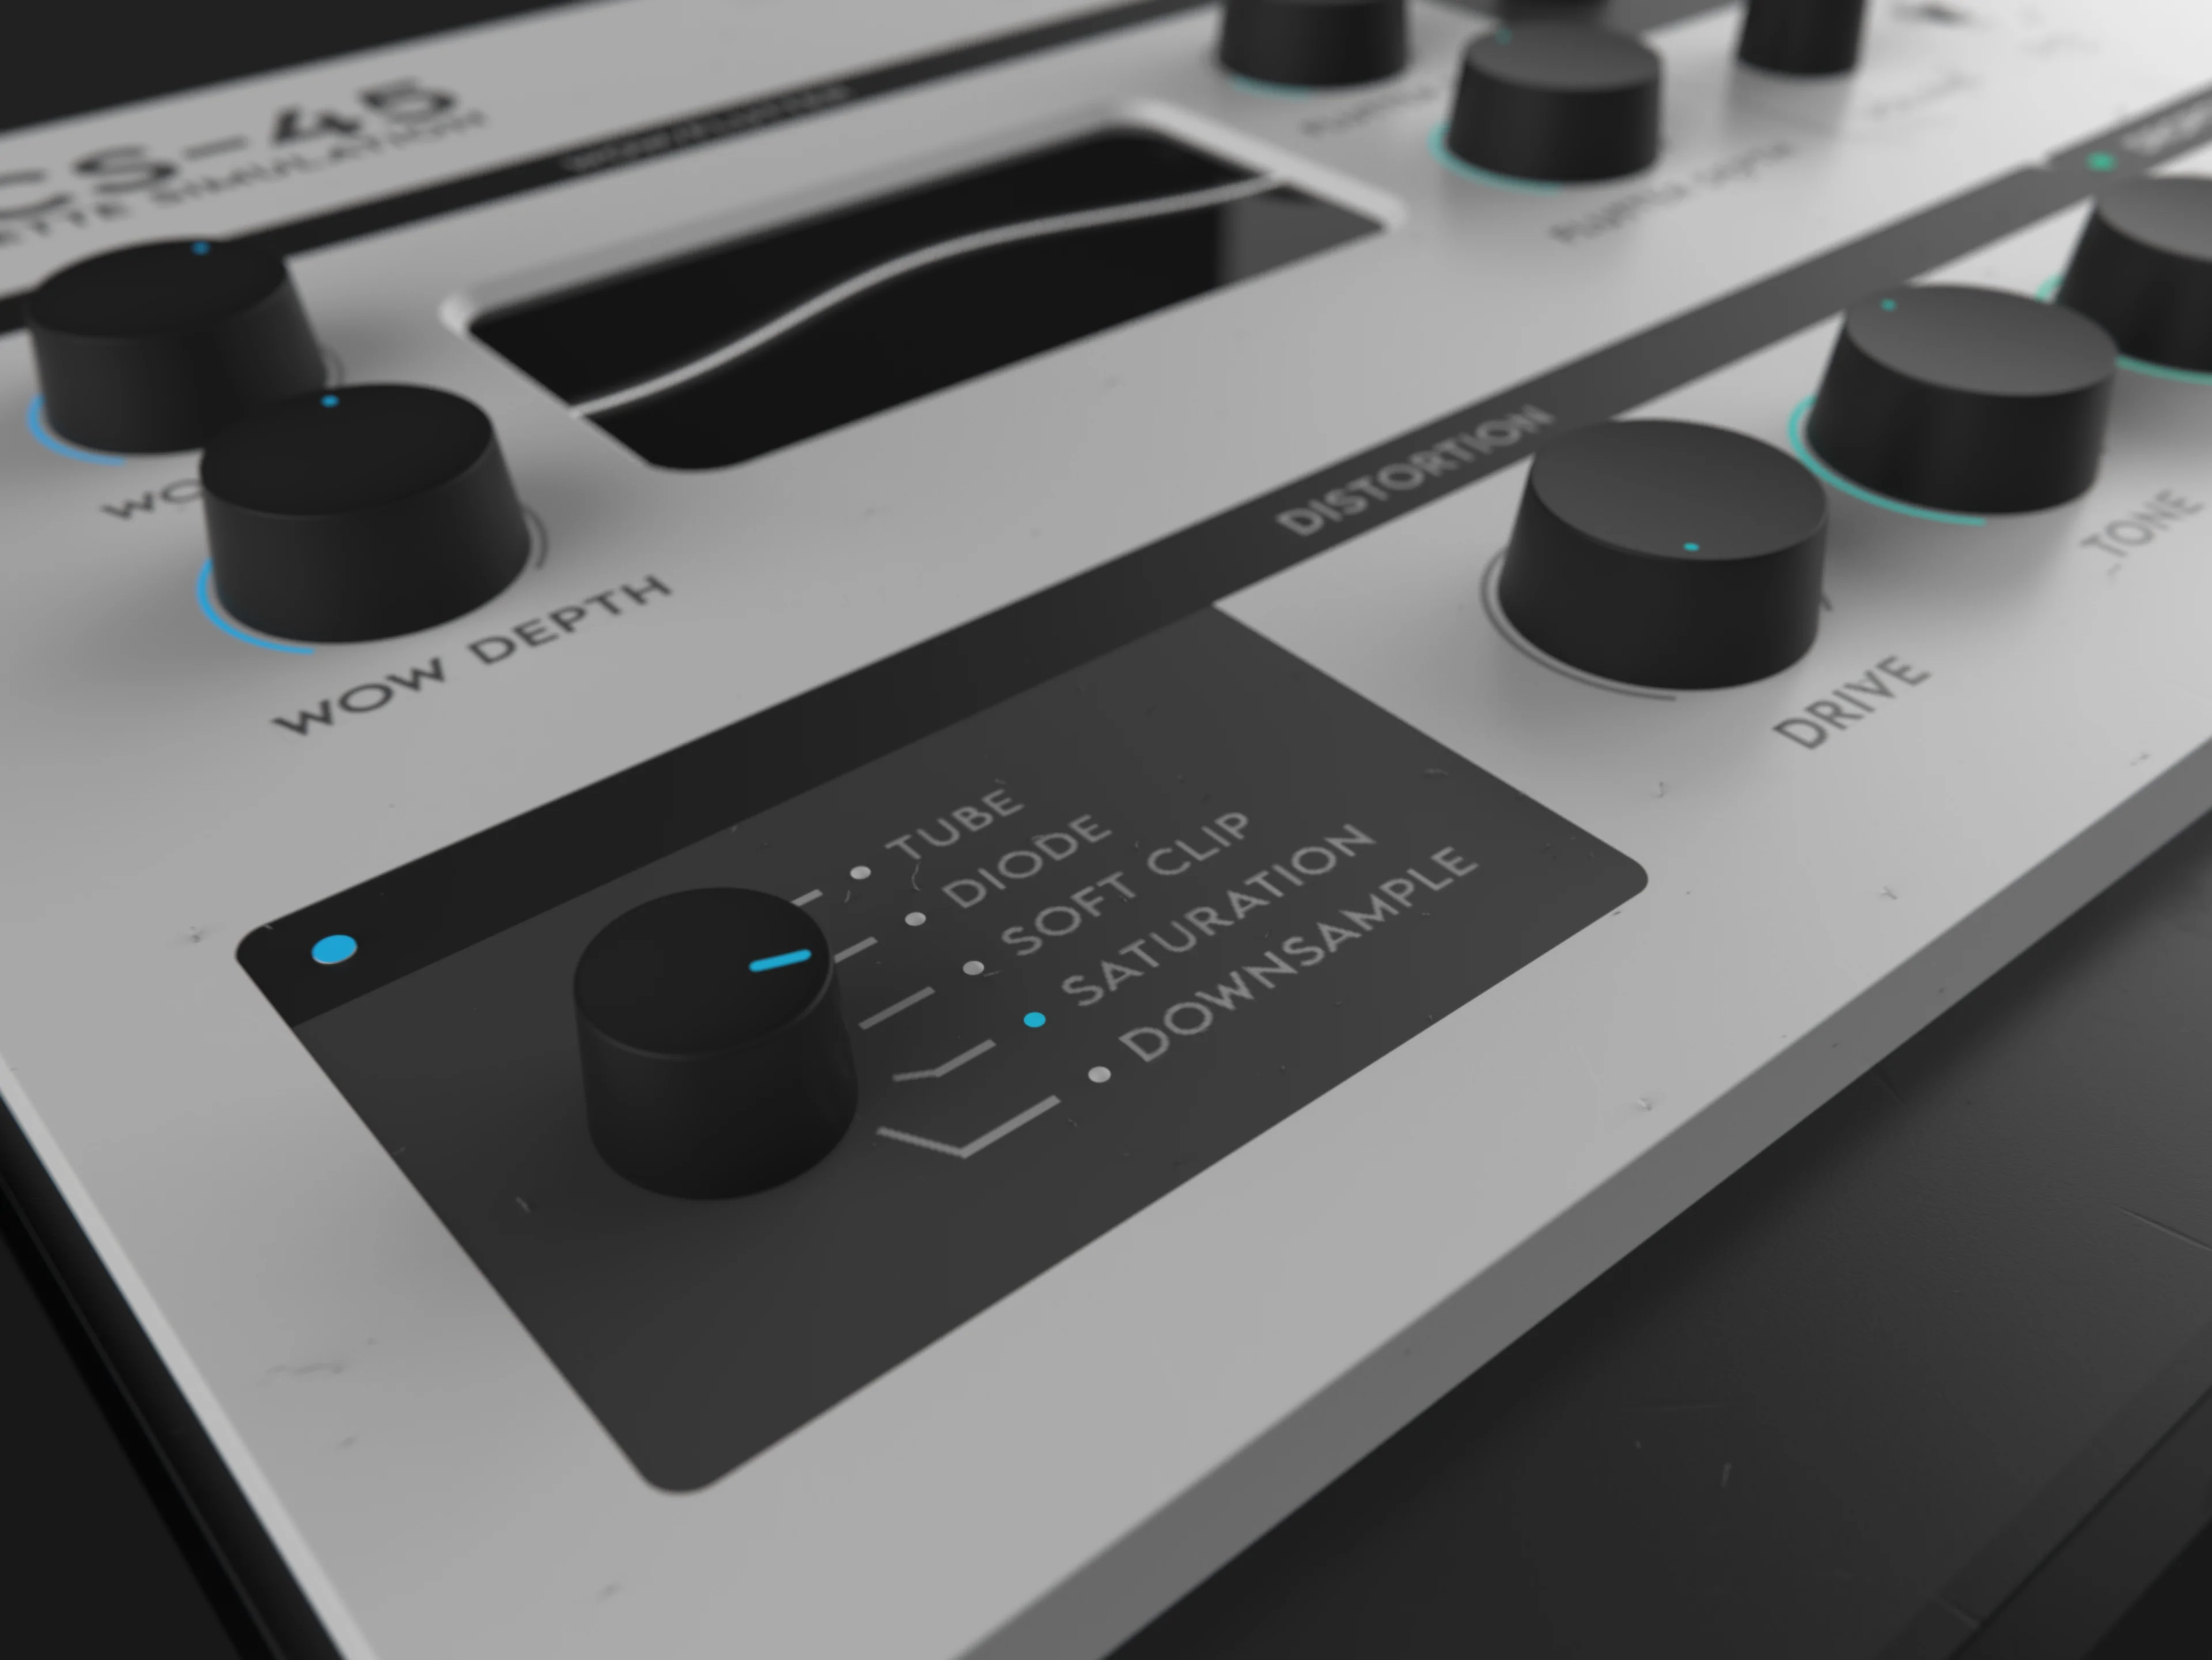 CS-45
WOW DEPTH
DISTORTION
TONE
DRIVE
TUBE
DIODE
SOFT CLIP
SATURATION
DOWNSAMPLE